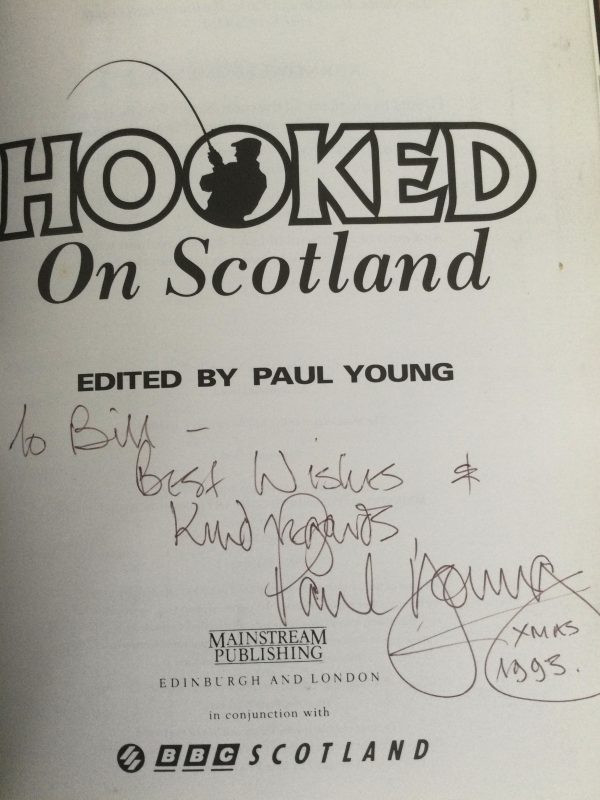 HOOKED
On Scotland
EDITED BY PAUL YOUNG
To Bill -
Best Wishes &
Kind Regards
Paul Young
XMAS
1993.
MAINSTREAM
PUBLISHING
EDINBURGH AND LONDON
in conjunction with
BBC SCOTLAND